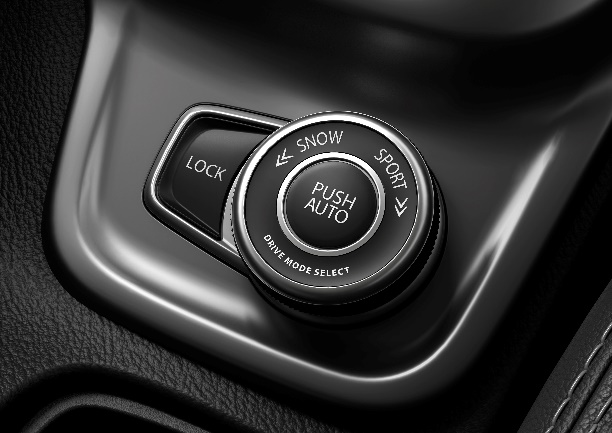 LOCK
SNOW
SPORT
PUSH
AUTO
DRIVE MODE SELECT